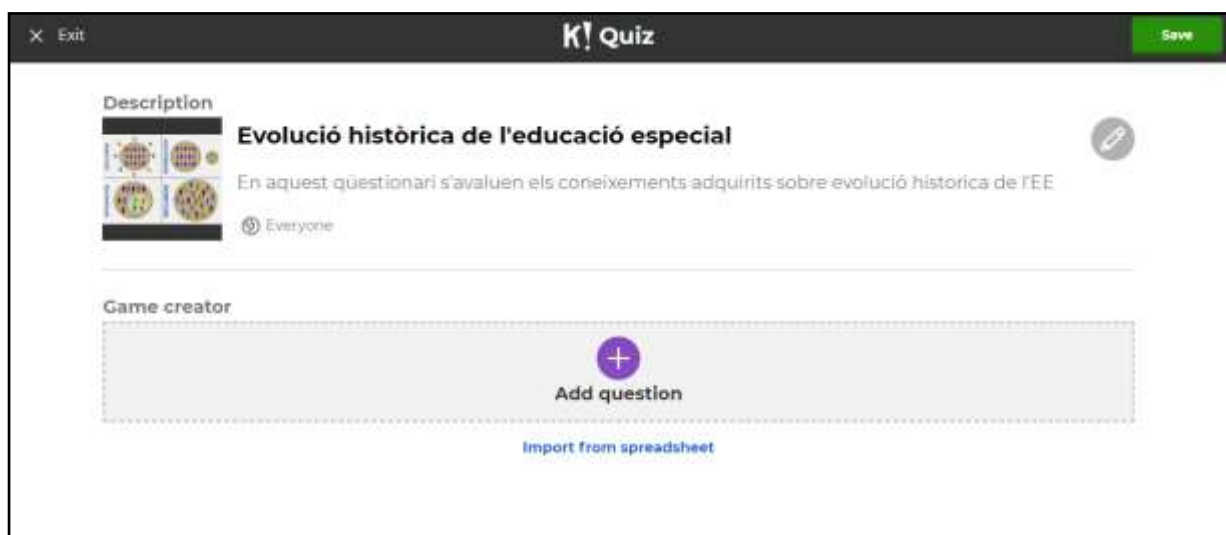 Exit
K! Quiz
Save
Description
Evolució històrica de l'educació especial
En aquest qüestionari s'avaluen els coneixements adquirits sobre evolució historica de l'EE
Everyone
Game creator
Add question
Import from spreadsheet